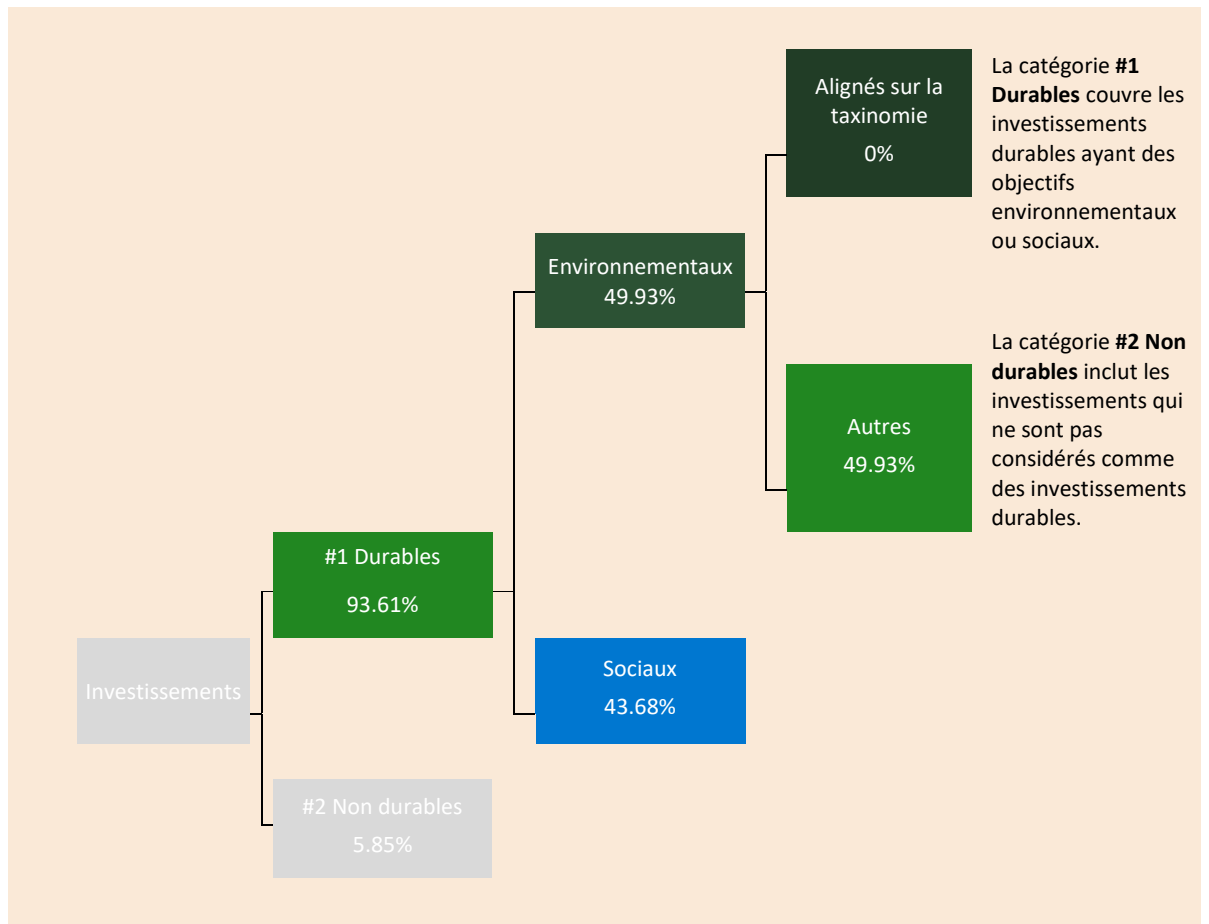 Alignés sur la
taxinomie
0%
Environnementaux
49.93%
Autres
49.93%
#1 Durables
93.61%
Sociaux
43.68%
Investissements
#2 Non durables
5.85%
La catégorie #1
Durables couvre les
investissements
durables ayant des
objectifs
environnementaux
ou sociaux.
La catégorie #2 Non
durables inclut les
investissements qui
ne sont pas
considérés comme
des investissements
durables.